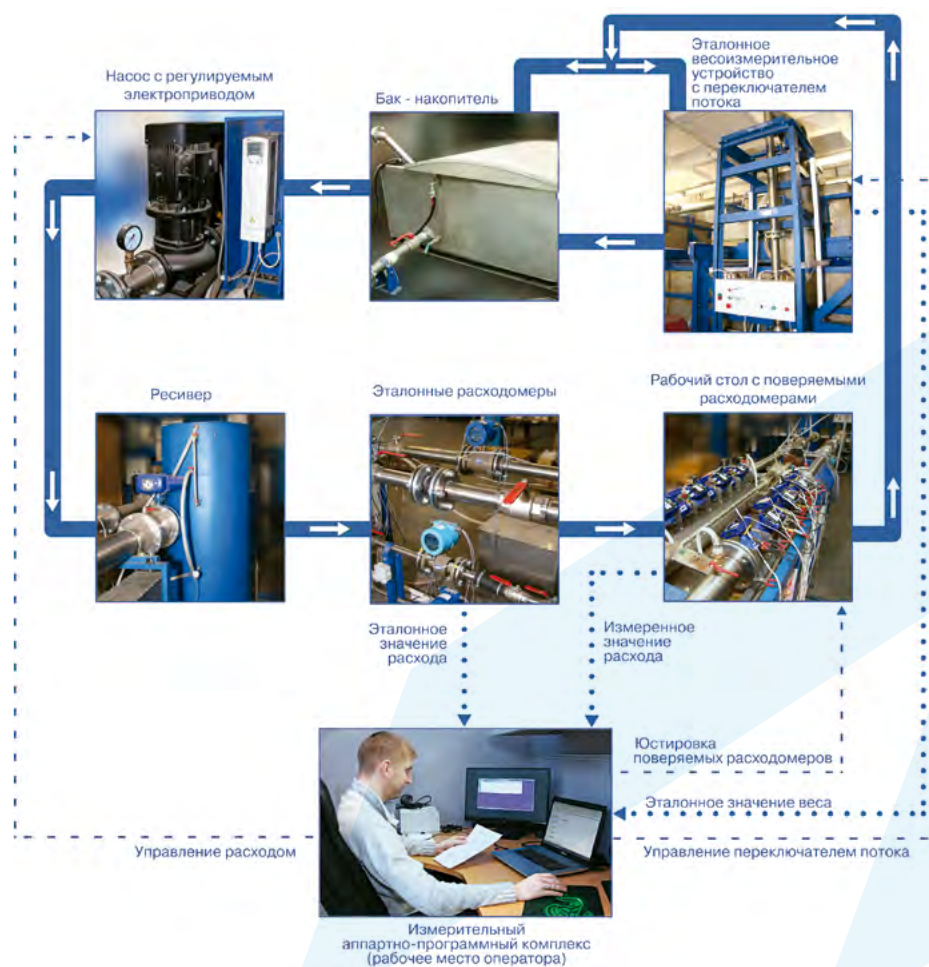 Насос с регулируемым
электроприводом
Бак - накопитель
Эталонное
весоизмерительное
устройство
с переключателем
потока
Ресивер
Эталонные расходомеры
Рабочий стол с поверяемыми
расходомерами
Эталонное
значение
расхода
Измеренное
значение
расхода
Юстировка
поверяемых расходомеров
Эталонное значение веса
Управление расходом
Управление переключателем потока
Измерительный
аппартно-программный комплекс
(рабочее место оператора)